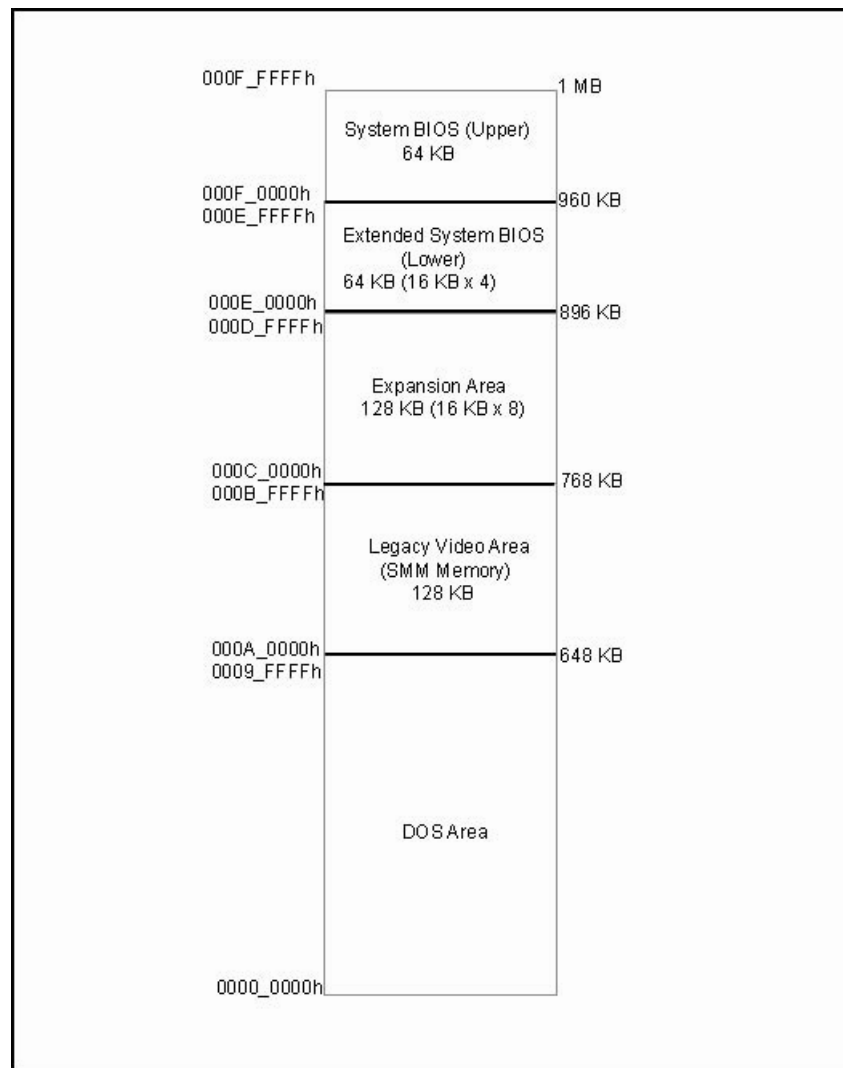 000F_FFFFh
1 MB
System BIOS (Upper)
64 KB
000F_0000h
960 KB
000E_FFFFh
Extended System BIOS
(Lower)
64 KB (16 KB x 4)
000E_0000h
896 KB
000D_FFFFh
Expansion Area
128 KB (16 KB x 8)
000C_0000h
768 KB
000B_FFFFh
Legacy Video Area
(SMM Memory)
128 KB
000A_0000h
648 KB
0009_FFFFh
DOS Area
0000_0000h